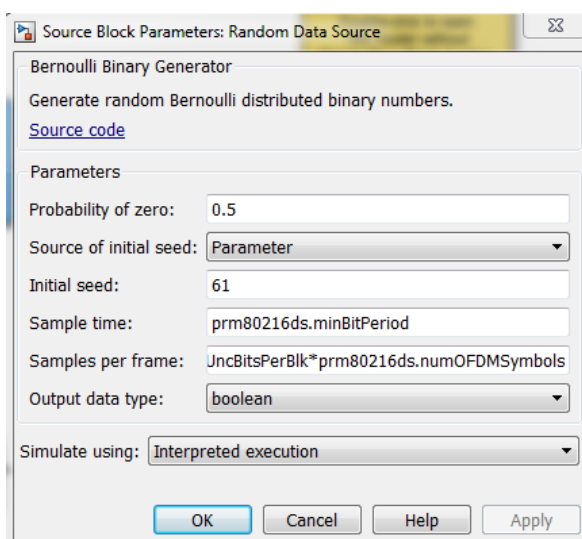 Source Block Parameters: Random Data Source
Bernoulli Binary Generator
Generate random Bernoulli distributed binary numbers.
Source code
Parameters
Probability of zero: 0.5
Source of initial seed: Parameter
Initial seed: 61
Sample time: prm80216ds.minBitPeriod
Samples per frame: UncBitsPerBlk*prm80216ds.numOFDMSymbols
Output data type: boolean
Simulate using: Interpreted execution
OK Cancel Help Apply